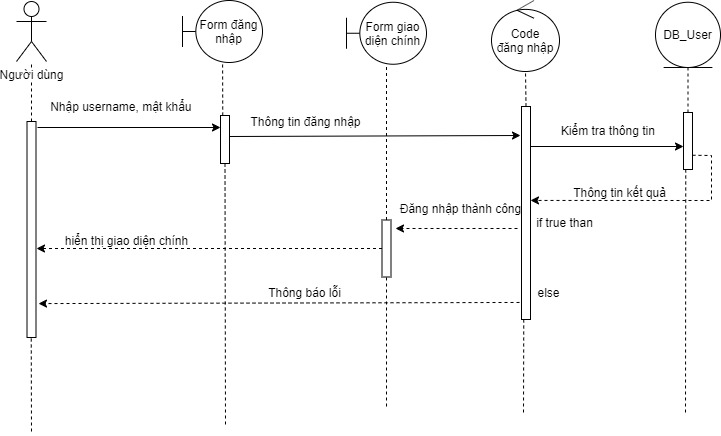 Form đăng
nhập
Form giao
diện chính
Code
đăng nhập
DB_User
Người dùng
Nhập username, mật khẩu
Thông tin đăng nhập
Kiểm tra thông tin
Thông tin kết quả
Đăng nhập thành công
if true than
hiển thị giao diện chính
Thông báo lỗi
else